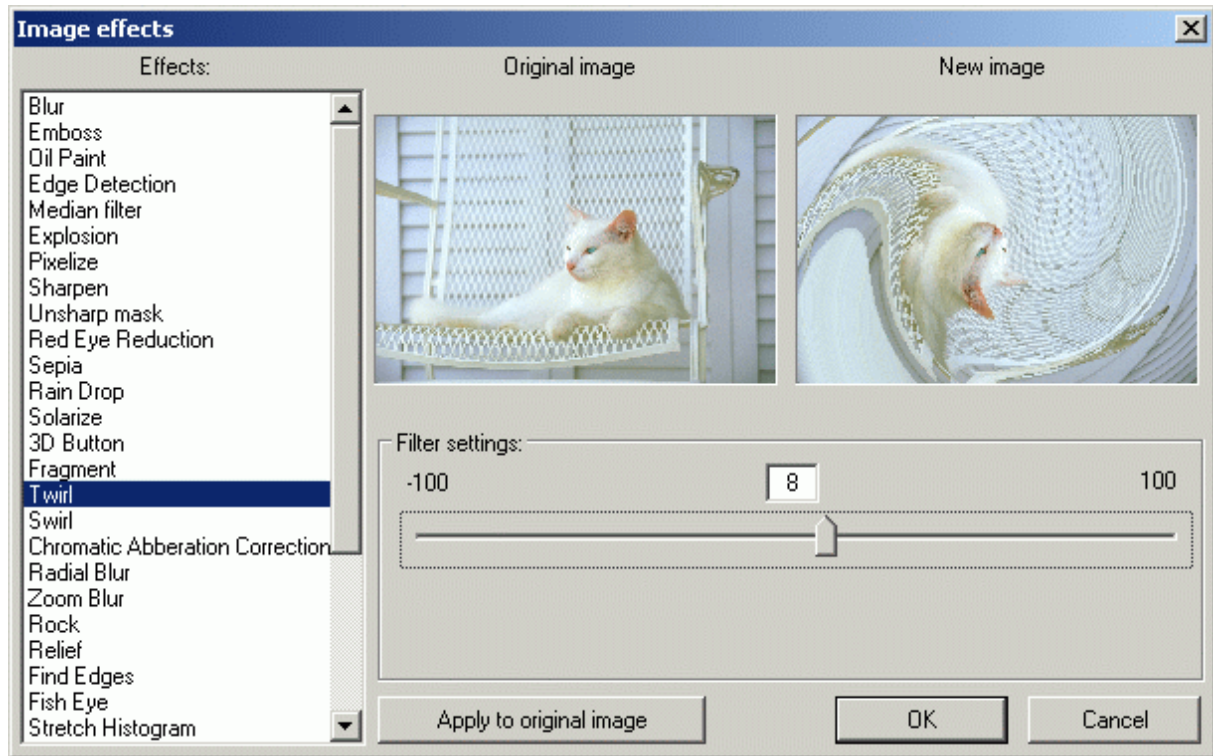 Image effects
Effects:
Original image
New image
Blur
Emboss
Oil Paint
Edge Detection
Median filter
Explosion
Pixelize
Sharpen
Unsharp mask
Red Eye Reduction
Sepia
Rain Drop
Solarize
3D Button
Fragment
Twirl
Swirl
Chromatic Abberation Correction
Radial Blur
Zoom Blur
Rock
Relief
Find Edges
Fish Eye
Stretch Histogram
Filter settings:
-100 8 100
Apply to original image
OK
Cancel